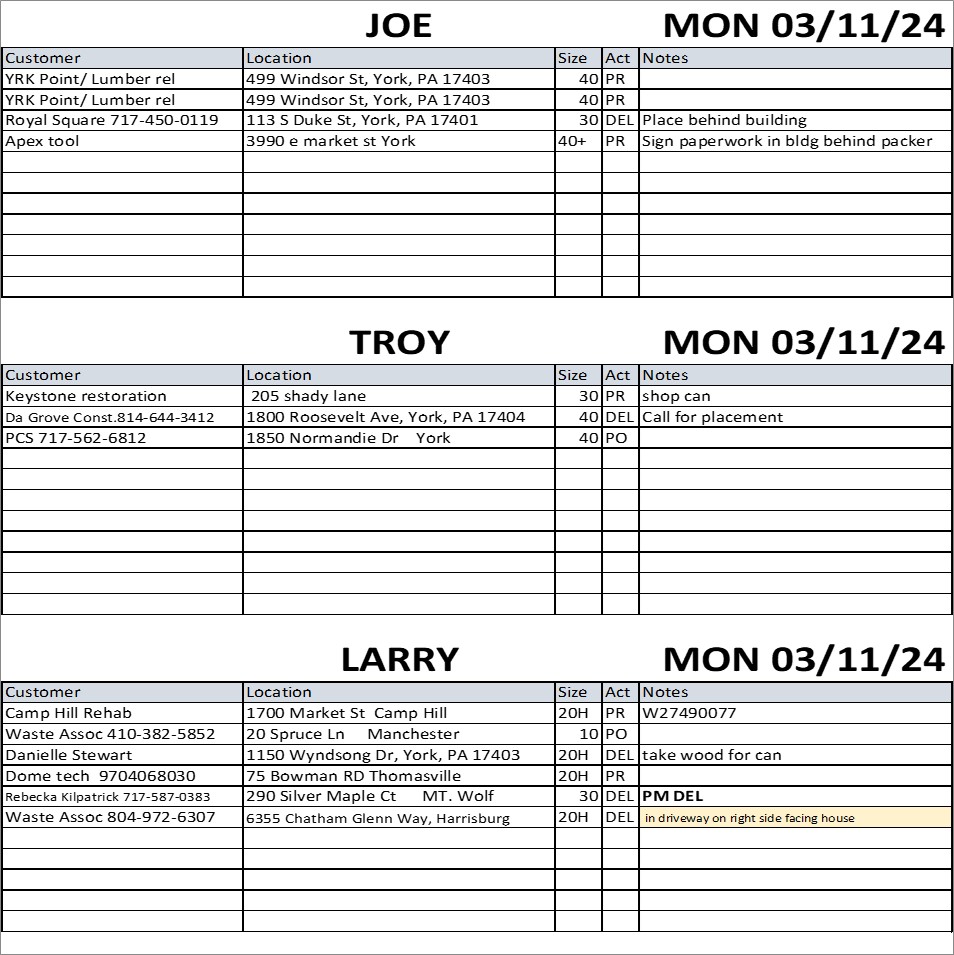 JOE MON 03/11/24
Customer Location Size Act Notes
YRK Point/ Lumber rel 499 Windsor St, York, PA 17403 40 PR
YRK Point/ Lumber rel 499 Windsor St, York, PA 17403 40 PR
Royal Square 717-450-0119 113 S Duke St, York, PA 17401 30 DEL Place behind building
Apex tool 3990 e market st York 40+ PR Sign paperwork in bldg behind packer
TROY MON 03/11/24
Customer Location Size Act Notes
Keystone restoration 205 shady lane 30 PR shop can
Da Grove Const.814-644-3412 1800 Roosevelt Ave, York, PA 17404 40 DEL Call for placement
PCS 717-562-6812 1850 Normandie Dr York 40 PO
LARRY MON 03/11/24
Customer Location Size Act Notes
Camp Hill Rehab 1700 Market St Camp Hill 20H PR W27490077
Waste Assoc 410-382-5852 20 Spruce Ln Manchester 10 PO
Danielle Stewart 1150 Wyndsong Dr, York, PA 17403 20H DEL take wood for can
Dome tech 9704068030 75 Bowman RD Thomasville 20H PR
Rebecka Kilpatrick 717-587-0383 290 Silver Maple Ct MT. Wolf 30 DEL PM DEL
Waste Assoc 804-972-6307 6355 Chatham Glenn Way, Harrisburg 20H DEL in driveway on right side facing house